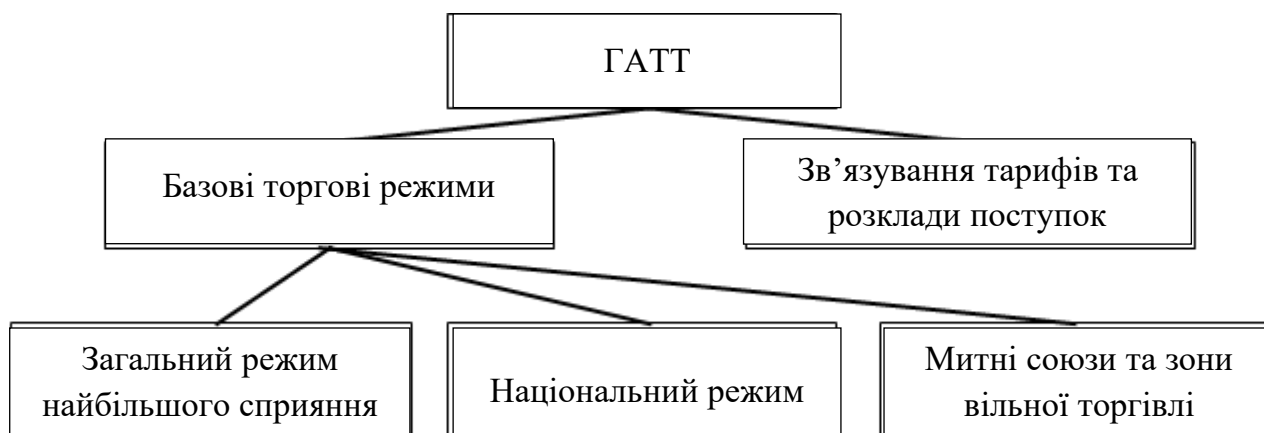 ГАТТ
Базові торгові режими
Зв’язування тарифів та
розклади поступок
Загальний режим
найбільшого сприяння
Національний режим
Митні союзи та зони
вільної торгівлі